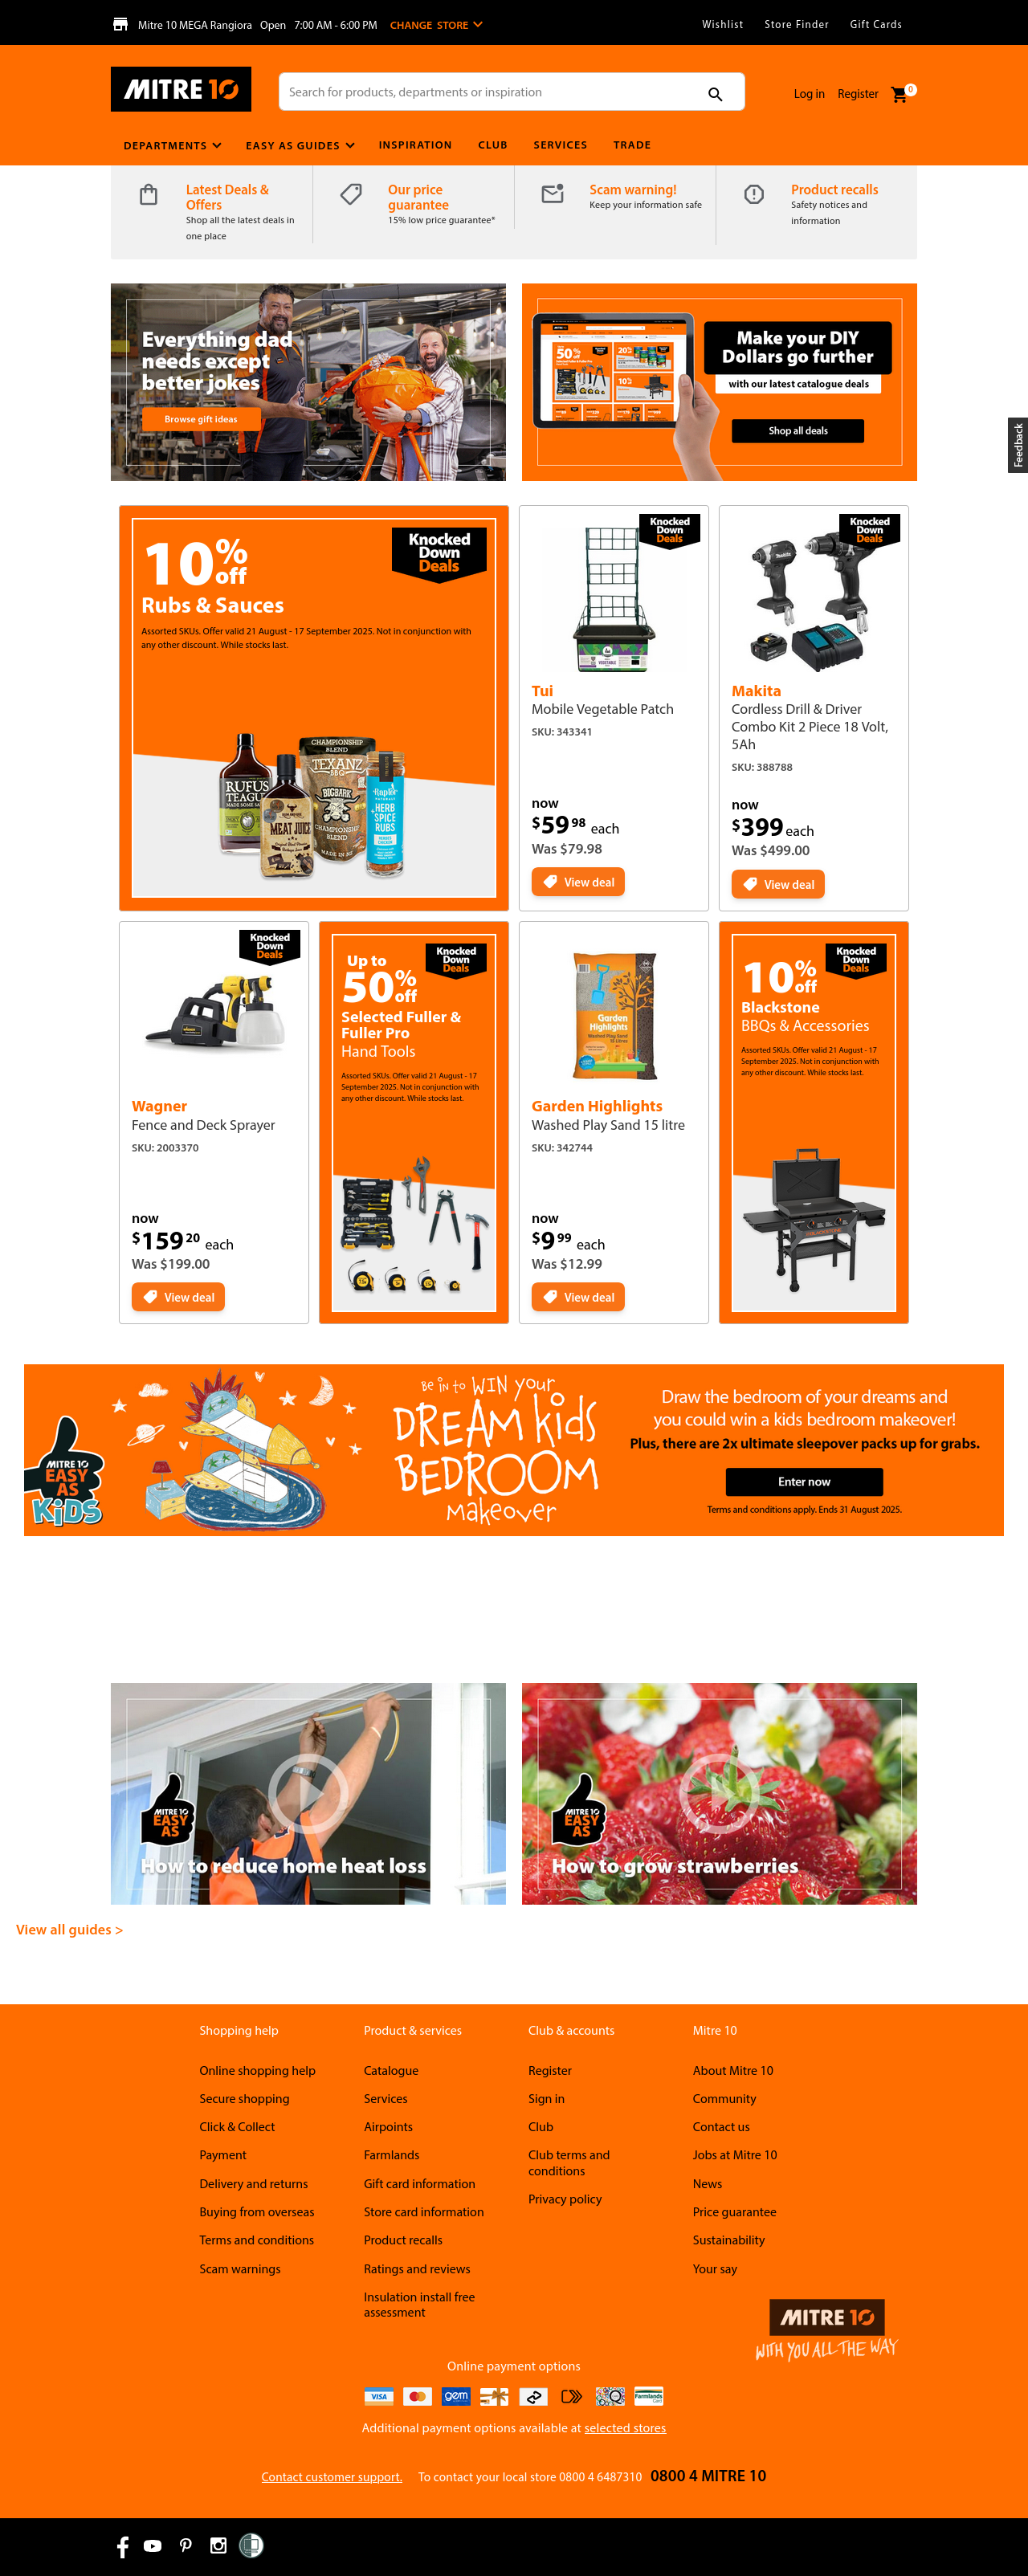 Mitre 10 MEGA Rangiora Open 7:00 AM - 6:00 PM CHANGE STORE
Wishlist Store Finder Gift Cards
MITRE 10
Search for products, departments or inspiration
Log in Register 0
DEPARTMENTS EASY AS GUIDES INSPIRATION CLUB SERVICES TRADE
Latest Deals &
Offers
Shop all the latest deals in
one place
Our price
guarantee
15% low price guarantee*
Scam warning!
Keep your information safe
Product recalls
Safety notices and
information
Everything dad
needs except
better jokes
Browse gift ideas
Make your DIY
Dollars go further
with our latest catalogue deals
Shop all deals
Feedback
10% off
Knocked
Down
Deals
Rubs & Sauces
Assorted SKUs. Offer valid 21 August - 17 September 2025. Not in conjunction with
any other discount. While stocks last.
RUFUS
TEAGUE
MEAT JUICE
CHAMPIONSHIP
BLEND
TEXANZ
BBQ
BIGBARK
CHAMPIONSHIP
BLEND
Raptor
HERB
SPICE
RUBS
Knocked
Down
Deals
Tui
Mobile Vegetable Patch
SKU: 343341
now
$59 98 each
Was $79.98
View deal
Knocked
Down
Deals
Makita
Cordless Drill & Driver
Combo Kit 2 Piece 18 Volt,
5Ah
SKU: 388788
now
$399 each
Was $499.00
View deal
Knocked
Down
Deals
Wagner
Fence and Deck Sprayer
SKU: 2003370
now
$159 20 each
Was $199.00
View deal
Knocked
Down
Deals
Up to
50% off
Selected Fuller &
Fuller Pro
Hand Tools
Assorted SKUs. Offer valid 21 August - 17
September 2025. Not in conjunction with
any other discount. While stocks last.
Garden
Highlights
Garden Highlights
Washed Play Sand 15 litre
SKU: 342744
now
$9 99 each
Was $12.99
View deal
Knocked
Down
Deals
10% off
Blackstone
BBQs & Accessories
Assorted SKUs. Offer valid 21 August - 17
September 2025. Not in conjunction with
any other discount. While stocks last.
MITRE 10
EASY
AS
KiDS
Be in to WIN your
DREAM kids
BEDROOM
makeover
Draw the bedroom of your dreams and
you could win a kids bedroom makeover!
Plus, there are 2x ultimate sleepover packs up for grabs.
Enter now
Terms and conditions apply. Ends 31 August 2025.
MITRE 10
EASY
AS
How to reduce home heat loss
MITRE 10
EASY
AS
How to grow strawberries
View all guides >
Shopping help
Online shopping help
Secure shopping
Click & Collect
Payment
Delivery and returns
Buying from overseas
Terms and conditions
Scam warnings
Product & services
Catalogue
Services
Airpoints
Farmlands
Gift card information
Store card information
Product recalls
Ratings and reviews
Insulation install free
assessment
Club & accounts
Register
Sign in
Club
Club terms and
conditions
Privacy policy
Mitre 10
About Mitre 10
Community
Contact us
Jobs at Mitre 10
News
Price guarantee
Sustainability
Your say
MITRE 10
WITH YOU ALL THE WAY
Online payment options
VISA
gem
Farmlands
Additional payment options available at selected stores
Contact customer support. To contact your local store 0800 4 6487310 0800 4 MITRE 10